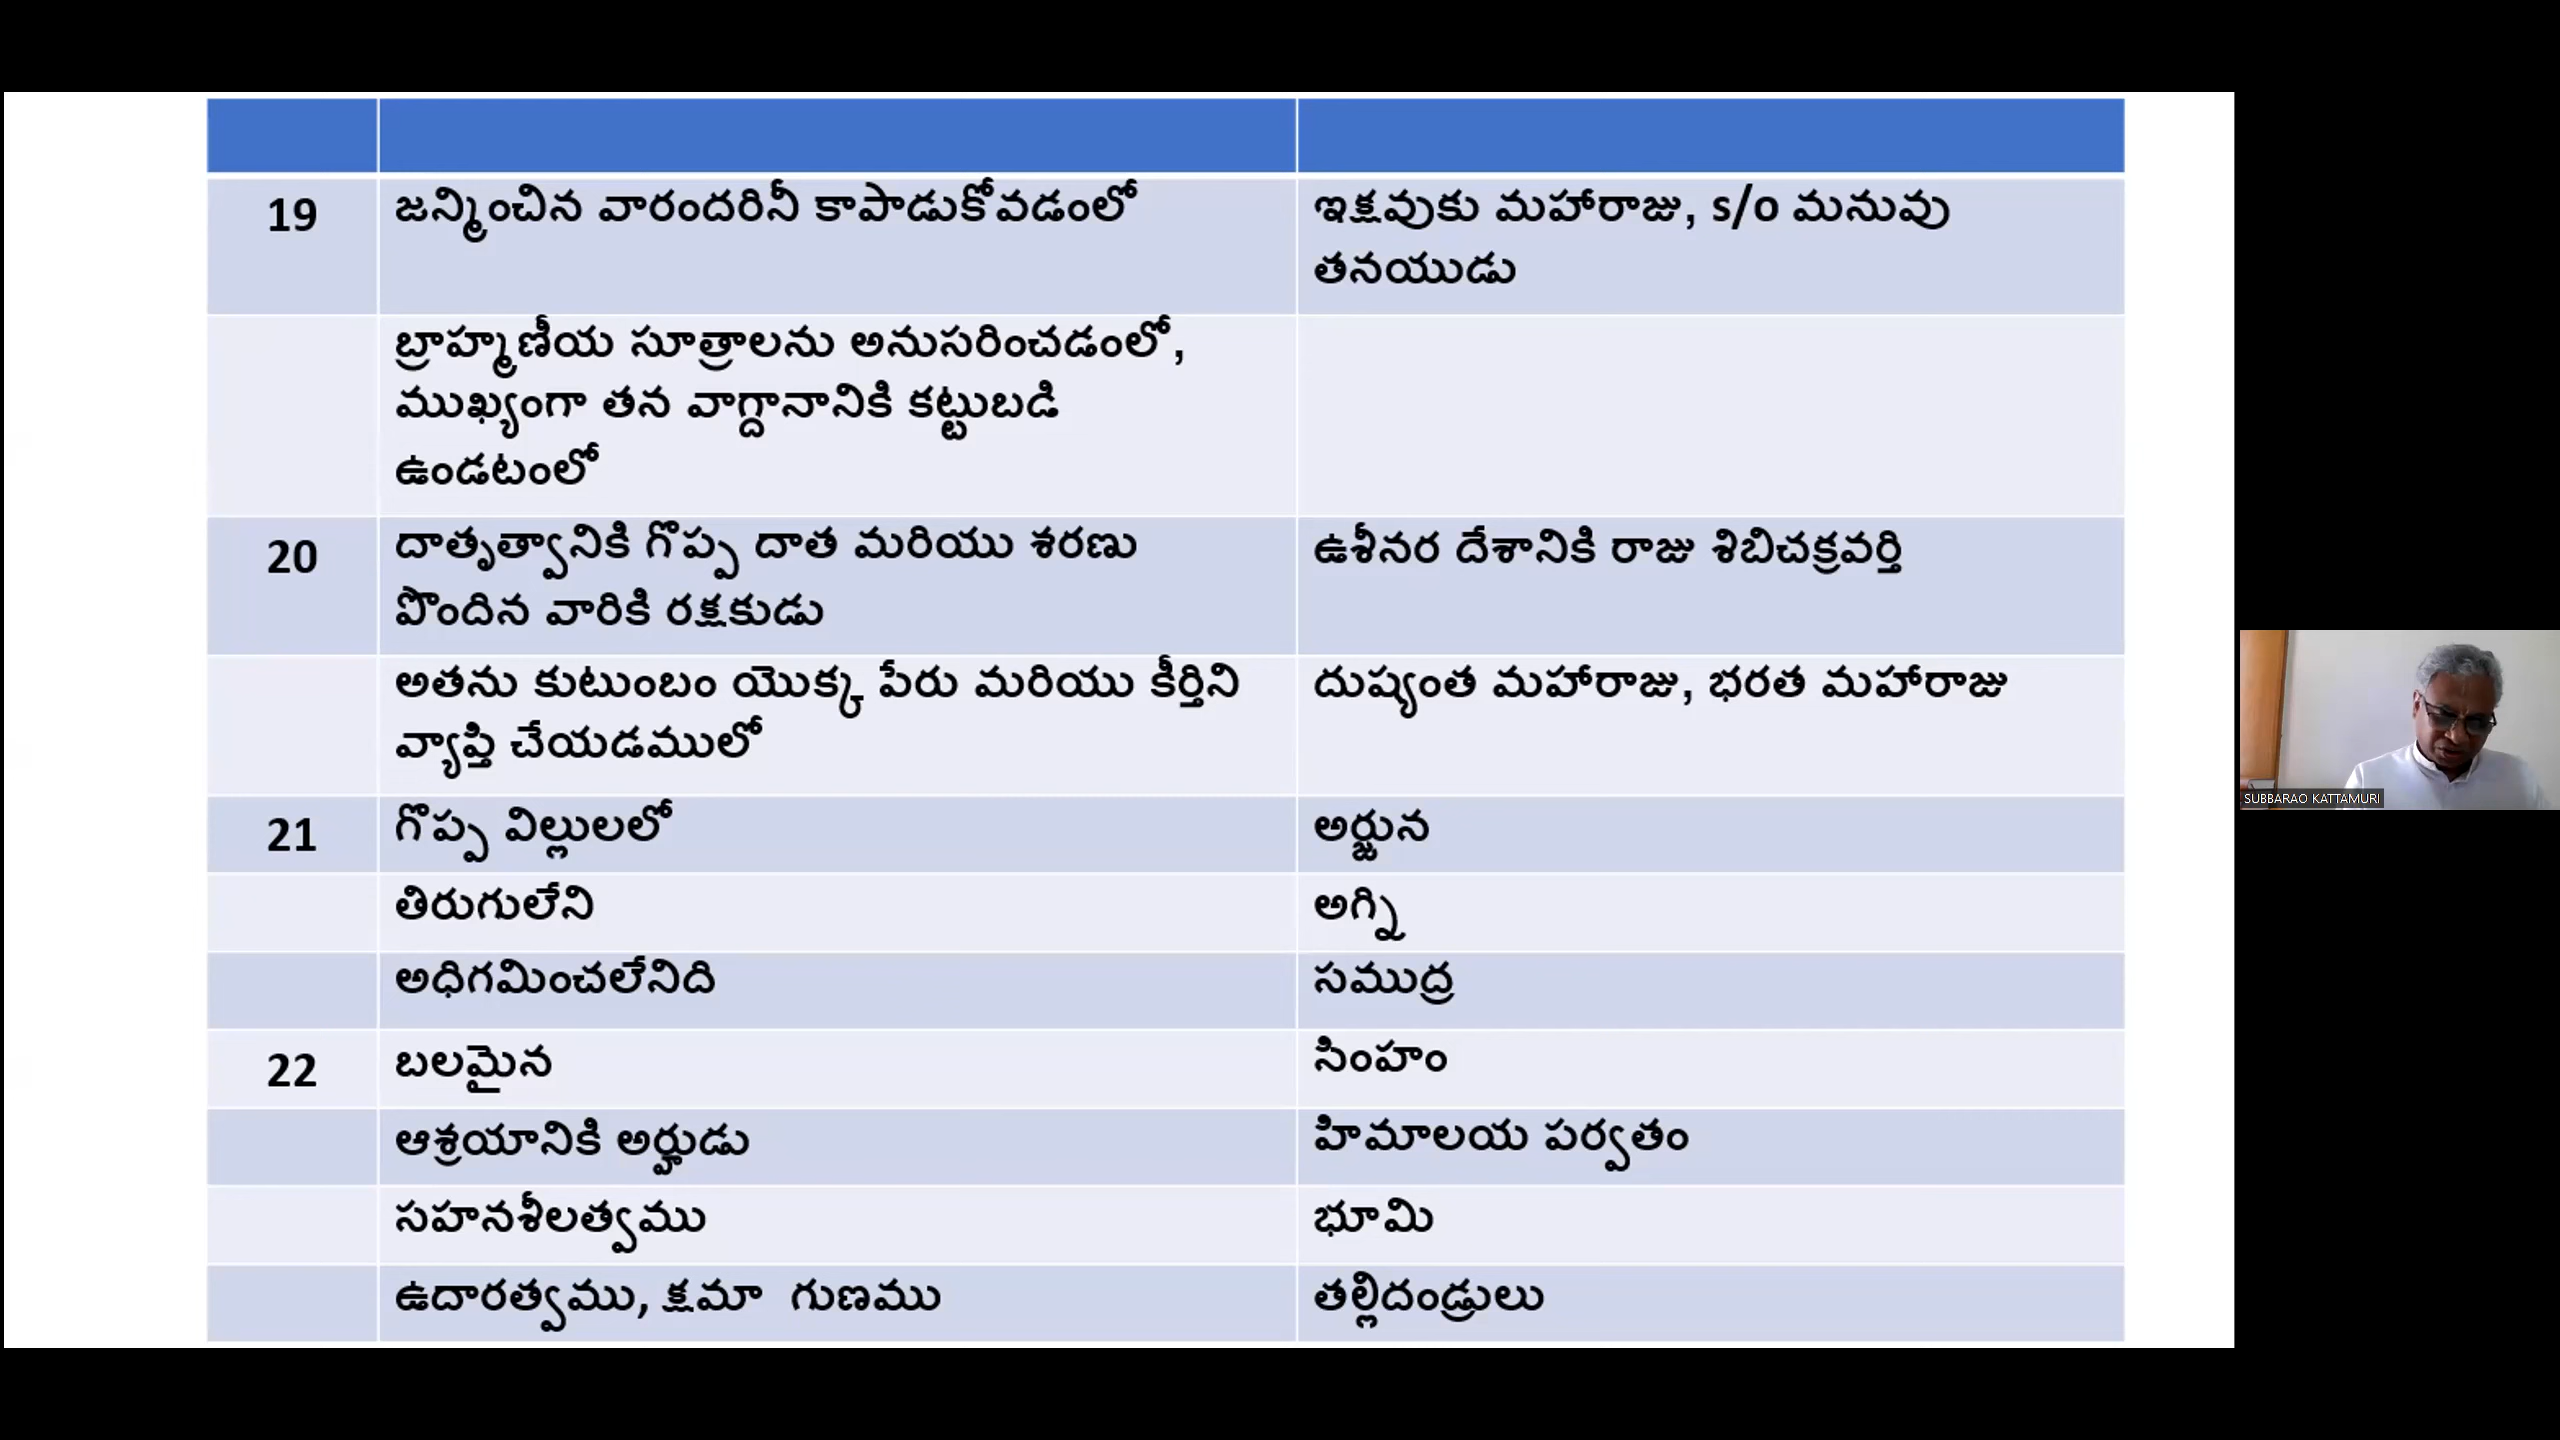 19
జన్మించిన వారందరినీ కాపాడుకోవడంలో
ఇక్షవుకు మహారాజు, s/o మనువు
తనయుడు
బ్రాహ్మణీయ సూత్రాలను అనుసరించడంలో,
ముఖ్యంగా తన వాగ్దానానికి కట్టుబడి
ఉండటంలో
20
దాతృత్వానికి గొప్ప దాత మరియు శరణు
పొందిన వారికి రక్షకుడు
ఉశీనర దేశానికి రాజు శిబిచక్రవర్తి
అతను కుటుంబం యొక్క పేరు మరియు కీర్తిని
వ్యాప్తి చేయడములో
దుష్యంత మహారాజు, భరత మహారాజు
21
గొప్ప విల్లులలో
అర్జున
తిరుగులేని
అగ్ని
అధిగమించలేనిది
సముద్ర
22
బలమైన
సింహం
ఆశ్రయానికి అర్హుడు
హిమాలయ పర్వతం
సహనశీలత్వము
భూమి
ఉదారత్వము, క్షమా  గుణము
తల్లిదండ్రులు
SUBBARAO KATTAMURI